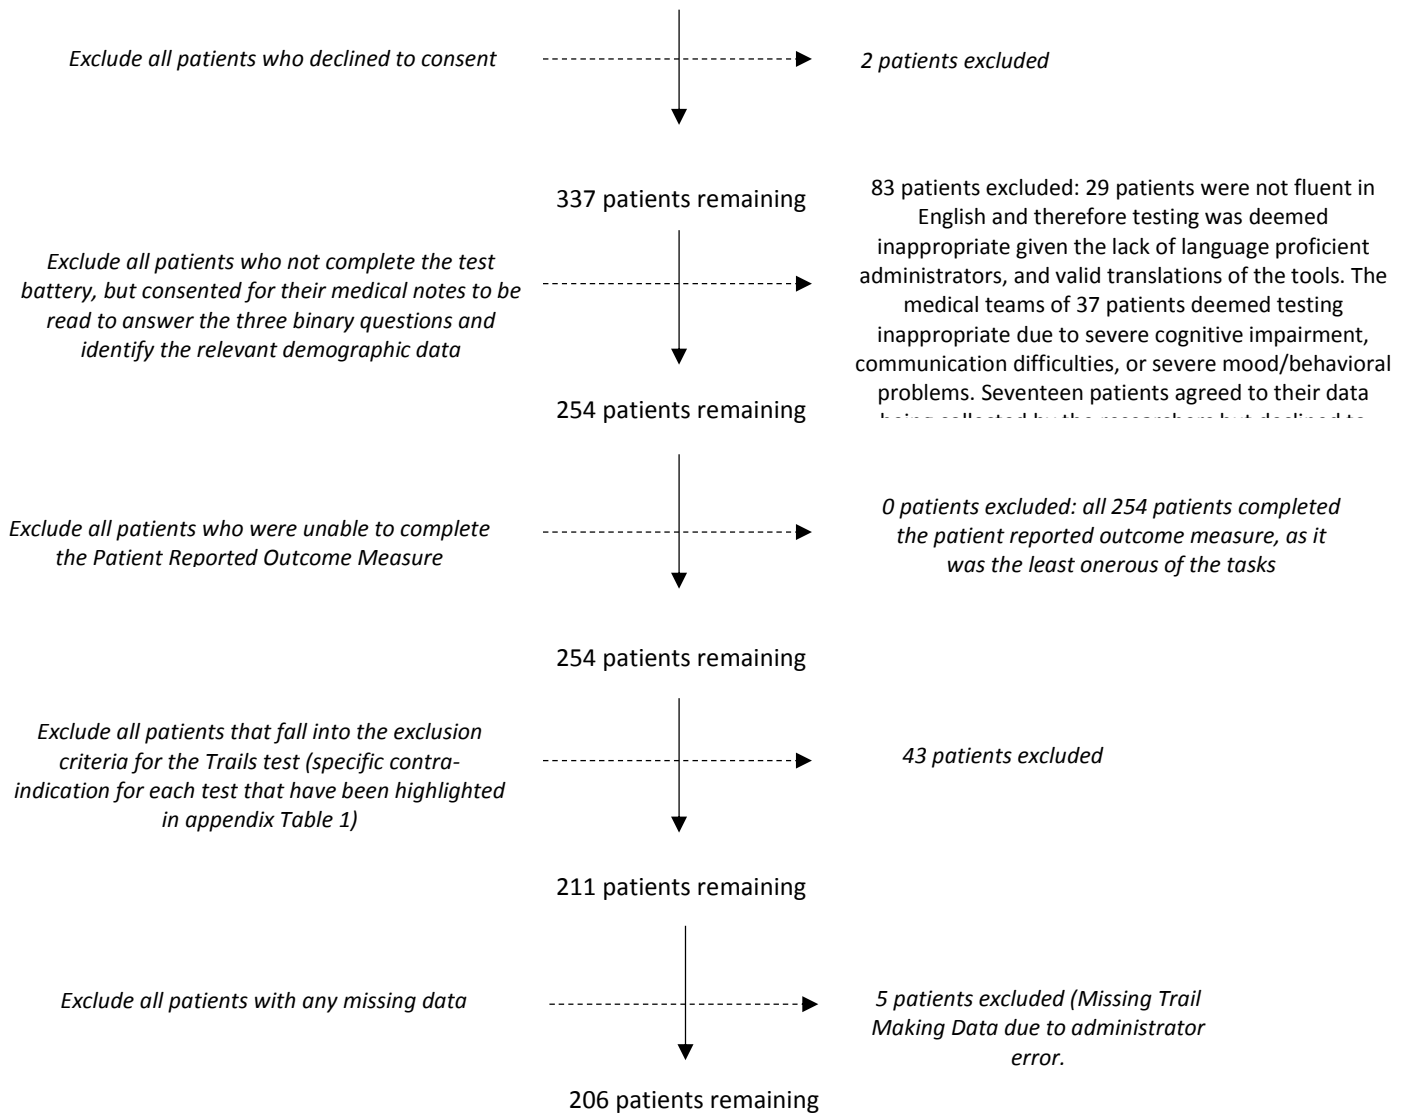 Exclude all patients who declined to consent
2 patients excluded
337 patients remaining
Exclude all patients who not complete the test
battery, but consented for their medical notes to be
read to answer the three binary questions and
identify the relevant demographic data
83 patients excluded: 29 patients were not fluent in
English and therefore testing was deemed
inappropriate given the lack of language proficient
administrators, and valid translations of the tools. The
medical teams of 37 patients deemed testing
inappropriate due to severe cognitive impairment,
communication difficulties, or severe mood/behavioral
problems. Seventeen patients agreed to their data
being collected by the researchers but declined to
254 patients remaining
Exclude all patients who were unable to complete
the Patient Reported Outcome Measure
0 patients excluded: all 254 patients completed
the patient reported outcome measure, as it
was the least onerous of the tasks
254 patients remaining
Exclude all patients that fall into the exclusion
criteria for the Trails test (specific contra-
indication for each test that have been highlighted
in appendix Table 1)
43 patients excluded
211 patients remaining
Exclude all patients with any missing data
5 patients excluded (Missing Trail
Making Data due to administrator
error.
206 patients remaining